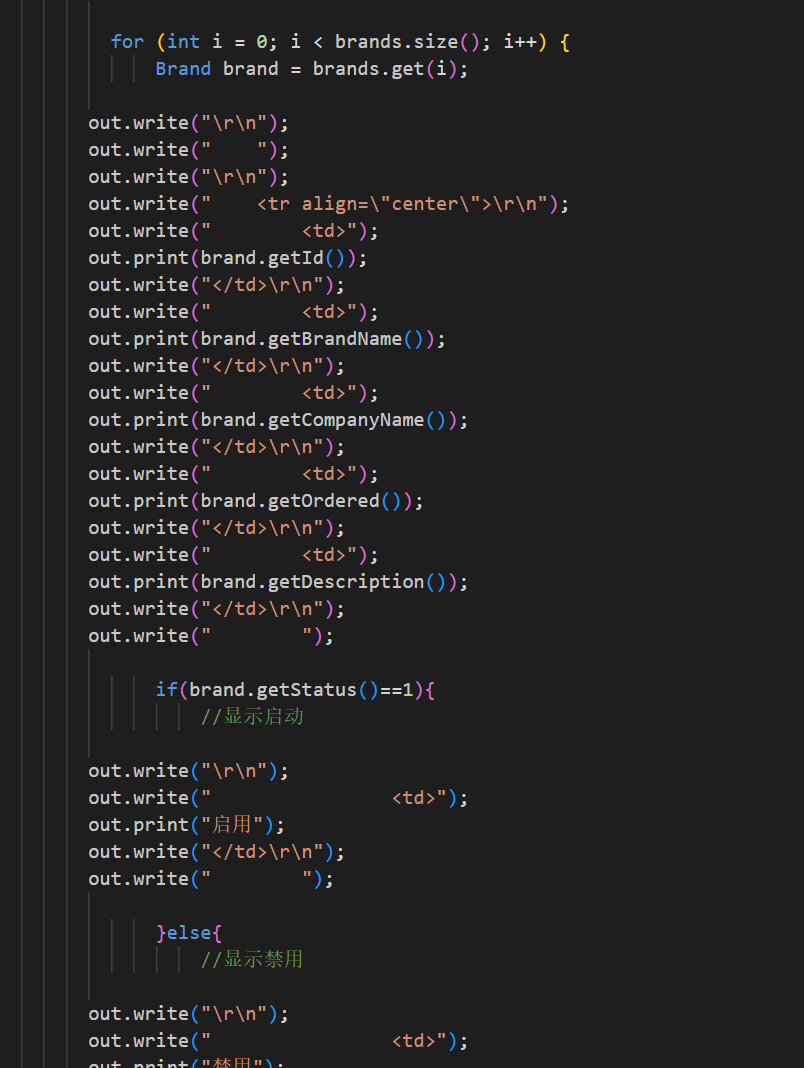 for (int i = 0; i < brands.size(); i++) {
Brand brand = brands.get(i);
out.write("\r\n");
out.write("    ");
out.write("\r\n");
out.write("    <tr align=\"center\">\r\n");
out.write("        <td>");
out.print(brand.getId());
out.write("</td>\r\n");
out.write("        <td>");
out.print(brand.getBrandName());
out.write("</td>\r\n");
out.write("        <td>");
out.print(brand.getCompanyName());
out.write("</td>\r\n");
out.write("        <td>");
out.print(brand.getOrdered());
out.write("</td>\r\n");
out.write("        <td>");
out.print(brand.getDescription());
out.write("</td>\r\n");
out.write("        ");
if(brand.getStatus()==1){
//显示启动
out.write("\r\n");
out.write("                <td>");
out.print("启用");
out.write("</td>\r\n");
out.write("        ");
}else{
//显示禁用
out.write("\r\n");
out.write("                <td>");
out.print("禁用");